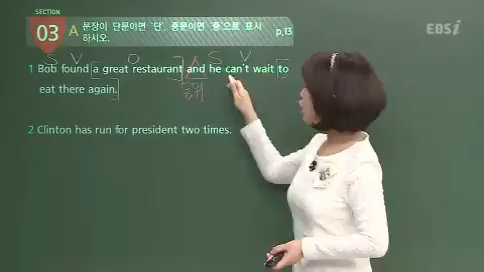 SECTION
03 A 문장이 단문이면 '단', 중문이면 '중'으로 표시
하시오.
p.13
EBSi
S V O S V
1 Bob found a great restaurant and he can't wait to
등위
eat there again.
2 Clinton has run for president two times.